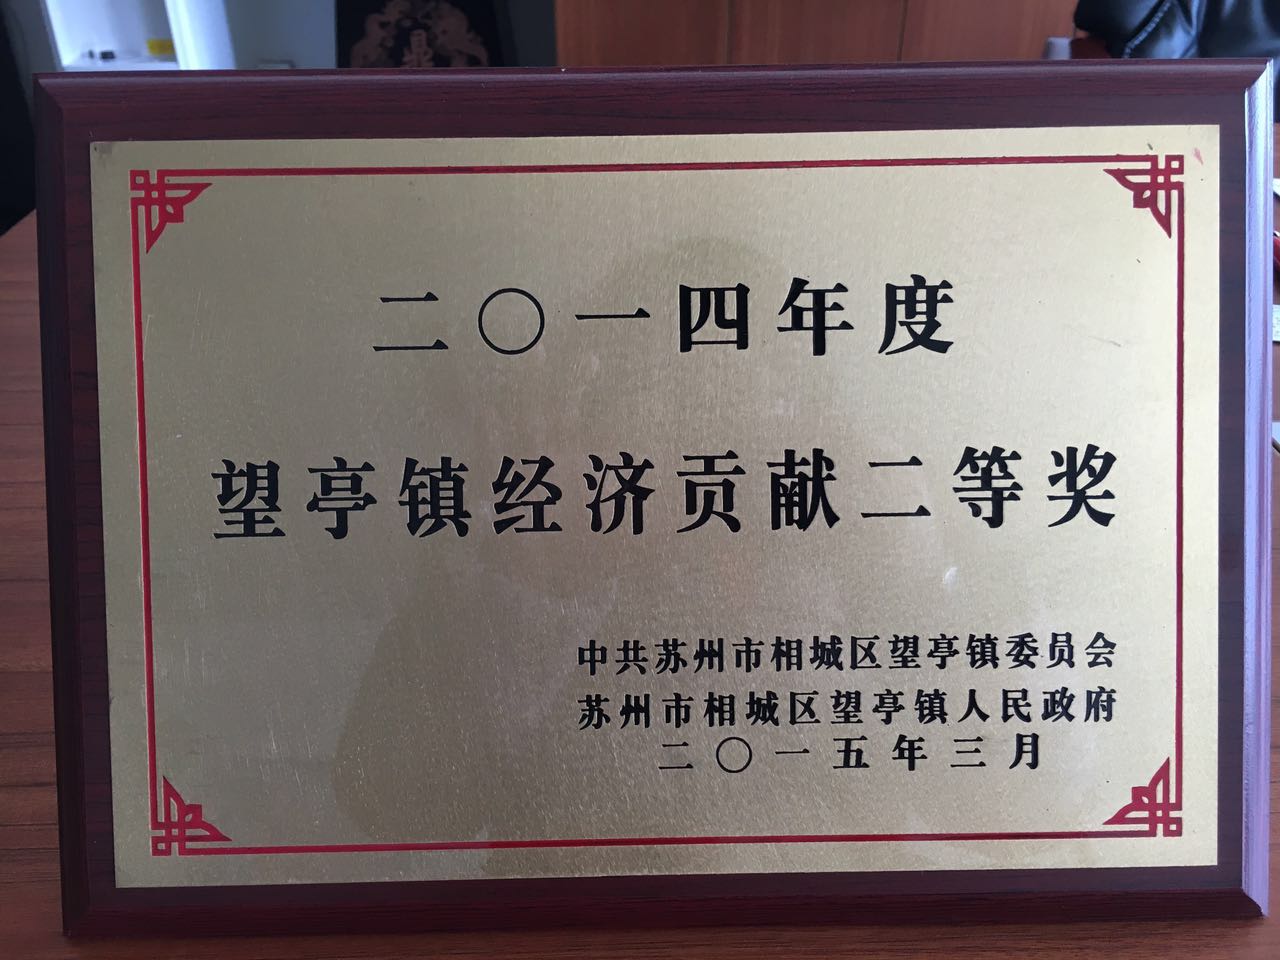 二〇一四年度
望亭镇经济贡献二等奖
中共苏州市相城区望亭镇委员会
苏州市相城区望亭镇人民政府
二〇一五年三月